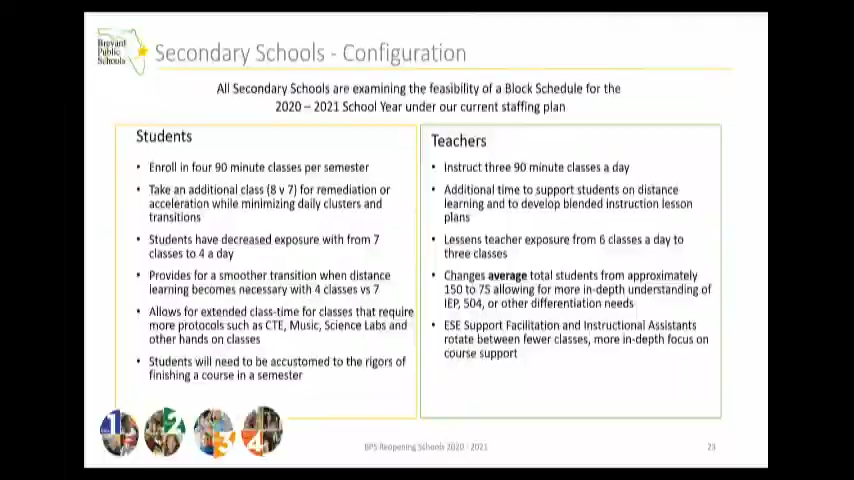 Brevard
Public
Schools
Secondary Schools - Configuration
All Secondary Schools are examining the feasibility of a Block Schedule for the
2020 – 2021 School Year under our current staffing plan
Students
• Enroll in four 90 minute classes per semester
• Take an additional class (8 v 7) for remediation or
acceleration while minimizing daily clusters and
transitions
• Students have decreased exposure with from 7
classes to 4 a day
• Provides for a smoother transition when distance
learning becomes necessary with 4 classes vs 7
• Allows for extended class-time for classes that require
more protocols such as CTE, Music, Science Labs and
other hands on classes
• Students will need to be accustomed to the rigors of
finishing a course in a semester
Teachers
• Instruct three 90 minute classes a day
• Additional time to support students on distance
learning and to develop blended instruction lesson
plans
• Lessens teacher exposure from 6 classes a day to
three classes
• Changes average total students from approximately
150 to 75 allowing for more in-depth understanding of
IEP, 504, or other differentiation needs
• ESE Support Facilitation and Instructional Assistants
rotate between fewer classes, more in-depth focus on
course support
1 2 3 4
BPS Reopening Schools 2020 - 2021
23